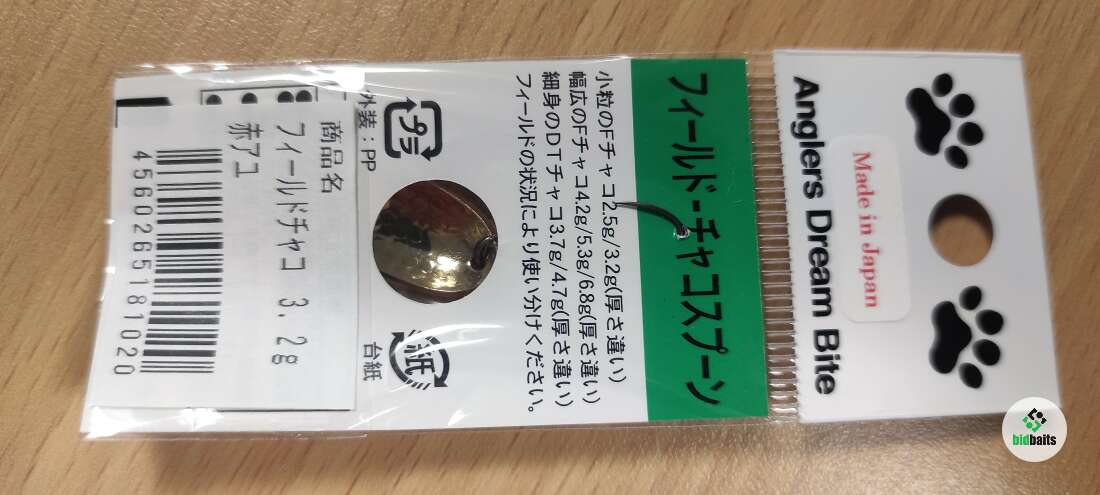 Anglers Dream Bite
Made in Japan
フィールド・チャコスプーン
小粒のFチャコ2.5g/3.2g(厚さ違い)
幅広のFチャコ4.2g/5.3g/6.8g(厚さ違い)
細身のDTチャコ3.7g/4.7g(厚さ違い)
フィールドの状況により使い分けください。
プラ
外装：PP
紙
台紙
商品名
フィールドチャコ 3.2g
赤アユ
4560265181020
bidbaits